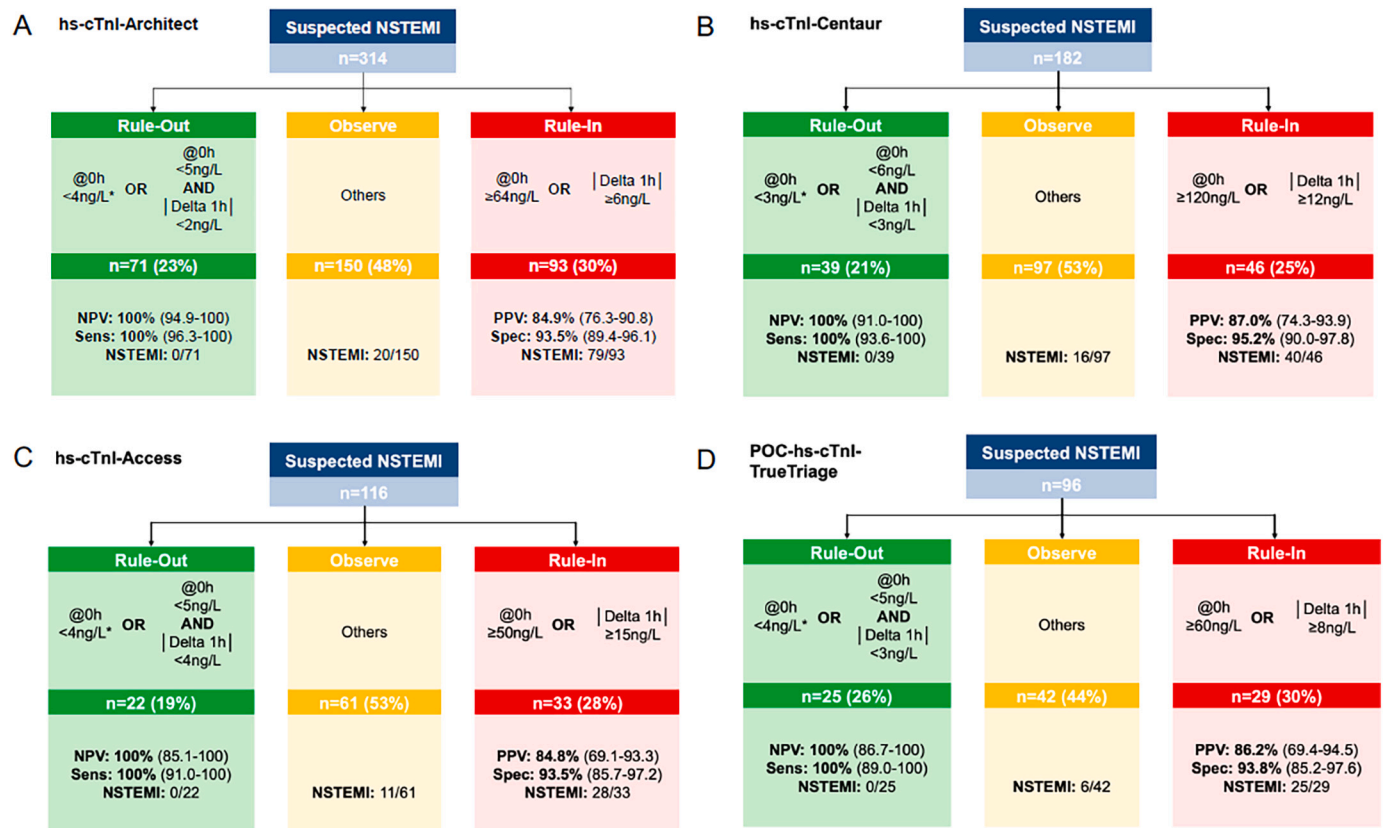 A
hs-cTnI-Architect
Suspected NSTEMI
n=314
Rule-Out
@0h
<4ng/L*
OR
@0h
<5ng/L
AND
|Delta 1h|
<2ng/L
n=71 (23%)
NPV: 100% (94.9-100)
Sens: 100% (96.3-100)
NSTEMI: 0/71
Observe
Others
n=150 (48%)
NSTEMI: 20/150
Rule-In
@0h
≥64ng/L
OR
|Delta 1h|
≥6ng/L
n=93 (30%)
PPV: 84.9% (76.3-90.8)
Spec: 93.5% (89.4-96.1)
NSTEMI: 79/93
B
hs-cTnI-Centaur
Suspected NSTEMI
n=182
Rule-Out
@0h
<3ng/L*
OR
@0h
<6ng/L
AND
|Delta 1h|
<3ng/L
n=39 (21%)
NPV: 100% (91.0-100)
Sens: 100% (93.6-100)
NSTEMI: 0/39
Observe
Others
n=97 (53%)
NSTEMI: 16/97
Rule-In
@0h
≥120ng/L
OR
|Delta 1h|
≥12ng/L
n=46 (25%)
PPV: 87.0% (74.3-93.9)
Spec: 95.2% (90.0-97.8)
NSTEMI: 40/46
C
hs-cTnI-Access
Suspected NSTEMI
n=116
Rule-Out
@0h
<4ng/L*
OR
@0h
<5ng/L
AND
|Delta 1h|
<4ng/L
n=22 (19%)
NPV: 100% (85.1-100)
Sens: 100% (91.0-100)
NSTEMI: 0/22
Observe
Others
n=61 (53%)
NSTEMI: 11/61
Rule-In
@0h
≥50ng/L
OR
|Delta 1h|
≥15ng/L
n=33 (28%)
PPV: 84.8% (69.1-93.3)
Spec: 93.5% (85.7-97.2)
NSTEMI: 28/33
D
POC-hs-cTnI-
TrueTriage
Suspected NSTEMI
n=96
Rule-Out
@0h
<4ng/L*
OR
@0h
<5ng/L
AND
|Delta 1h|
<3ng/L
n=25 (26%)
NPV: 100% (86.7-100)
Sens: 100% (89.0-100)
NSTEMI: 0/25
Observe
Others
n=42 (44%)
NSTEMI: 6/42
Rule-In
@0h
≥60ng/L
OR
|Delta 1h|
≥8ng/L
n=29 (30%)
PPV: 86.2% (69.4-94.5)
Spec: 93.8% (85.2-97.6)
NSTEMI: 25/29